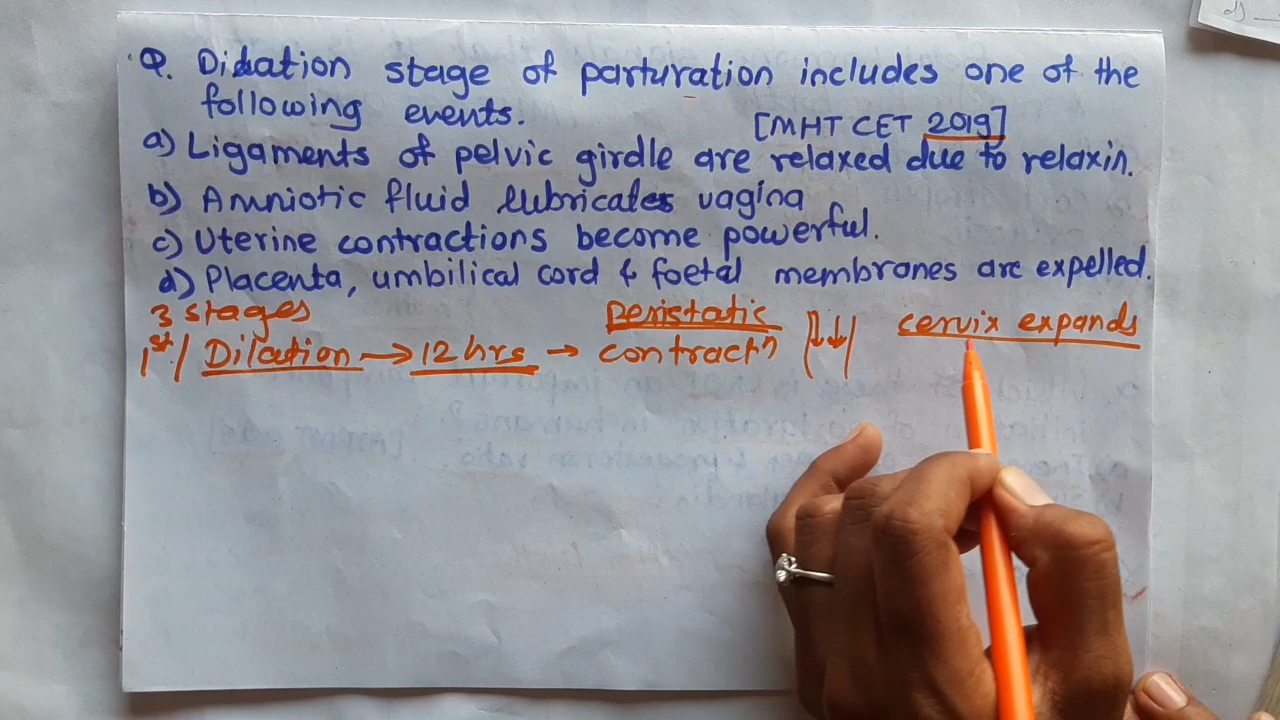 Q. Dilation stage of parturation includes one of the
following events.
[MHT CET 2019]
a) Ligaments of pelvic girdle are relaxed due to relaxin.
b) Amniotic fluid lubricates vagina
c) Uterine contractions become powerful.
d) Placenta, umbilical cord & foetal membranes are expelled.
3 stages
1st / Dilation → 12 hrs → peristatic contractn
cervix expands
d)